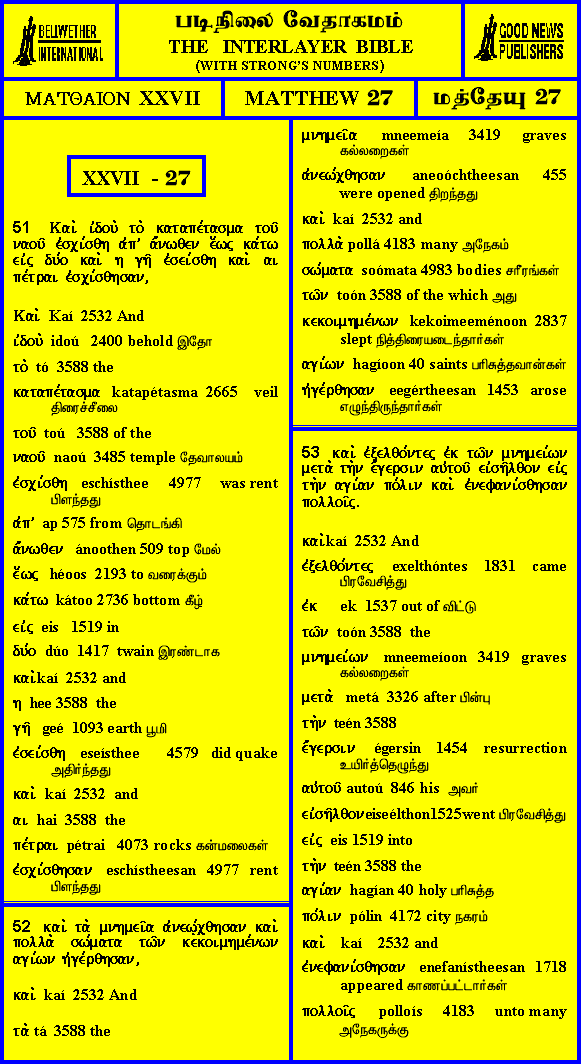 BELLWETHER
INTERNATIONAL
படிநிலை வேதாகமம்
THE INTERLAYER BIBLE
(WITH STRONG'S NUMBERS)
GOOD NEWS
PUBLISHERS
ΜΑΤΘΑΙΟΝ XXVII
MATTHEW 27
மத்தேயு 27
XXVII - 27
51 Καὶ ἰδοὺ τὸ καταπέτασμα τοῦ
ναοῦ ἐσχίσθη ἀπ' ἄνωθεν ἕως κάτω
εἰς δύο καὶ η γῆ ἐσείσθη καὶ αι
πέτραι ἐσχίσθησαν,
Καὶ Kaí 2532 And
ἰδοὺ idoú 2400 behold இதோ
τὸ tó 3588 the
καταπέτασμα katapétasma 2665 veil
திரைச்சீலை
τοῦ toú 3588 of the
ναοῦ naoú 3485 temple தேவாலயம்
ἐσχίσθη eschísthee 4977 was rent
பிளந்தது
ἀπ' ap 575 from தொடங்கி
ἄνωθεν ánoothen 509 top மேல்
ἕως héoos 2193 to வரைக்கும்
κάτω kátoo 2736 bottom கீழ்
εἰς eis 1519 in
δύο dúo 1417 twain இரண்டாக
καὶ kaí 2532 and
η hee 3588 the
γῆ geé 1093 earth பூமி
ἐσείσθη eseísthee 4579 did quake
அதிர்ந்தது
καὶ kaí 2532 and
αι hai 3588 the
πέτραι pétrai 4073 rocks கன்மலைகள்
ἐσχίσθησαν eschístheesan 4977 rent
பிளந்தது
52 καὶ τὰ μνημεῖα ἀνεῴχθησαν καὶ
πολλὰ σώματα τῶν κεκοιμημένων
αγίων ἠγέρθησαν,
καὶ kaí 2532 And
τὰ tá 3588 the
μνημεῖα mneemeía 3419 graves
கல்லறைகள்
ἀνεῴχθησαν aneoóchtheesan 455
were opened திறந்தது
καὶ kaí 2532 and
πολλὰ pollá 4183 many அநேகம்
σώματα soómata 4983 bodies சரீரங்கள்
τῶν toón 3588 of the which அது
κεκοιμημένων kekoimeeménoon 2837
slept நித்திரையடைந்தார்கள்
αγίων hagíoon 40 saints பரிசுத்தவான்கள்
ἠγέρθησαν eegértheesan 1453 arose
எழுந்திருந்தார்கள்
53 καὶ ἐξελθόντες ἐκ τῶν μνημείων
μετὰ τὴν ἔγερσιν αὐτοῦ εἰσῆλθον εἰς
τὴν αγίαν πόλιν καὶ ἐνεφανίσθησαν
πολλοῖς.
καὶ kaí 2532 And
ἐξελθόντες exelthóntes 1831 came
பிரவேசித்து
ἐκ ek 1537 out of விட்டு
τῶν toón 3588 the
μνημείων mneemeíoon 3419 graves
கல்லறைகள்
μετὰ metá 3326 after பின்பு
τὴν teén 3588
ἔγερσιν égersin 1454 resurrection
உயிர்த்தெழுந்து
αὐτοῦ autoú 846 his அவர்
εἰσῆλθον eiseélthon 1525 went பிரவேசித்து
εἰς eis 1519 into
τὴν teén 3588 the
αγίαν hagían 40 holy பரிசுத்த
πόλιν pólin 4172 city நகரம்
καὶ kaí 2532 and
ἐνεφανίσθησαν enefanístheesan 1718
appeared காணப்பட்டார்கள்
πολλοῖς polloís 4183 unto many
அநேகருக்கு